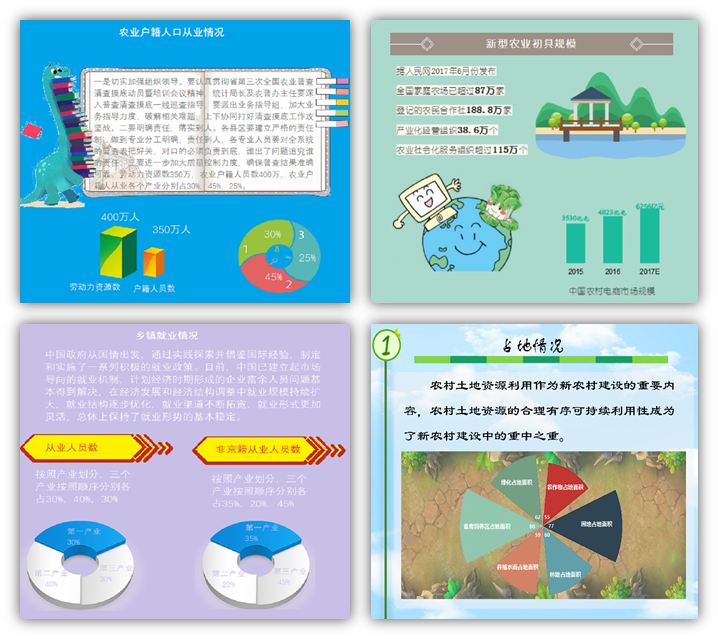 农业户籍人口从业情况
一是切实加强组织领导。要认真贯彻省第三次全国农业普查
清查摸底动员暨培训会议精神，统计局长及农普办主任要深
入普查清查摸底一线巡查指导，要派出业务指导组，加大业
务指导力度，破解相关难题，上下协同打好清查摸底工作攻
坚战。二要明确责任，落实到人。各县区要建立严格的责任
制，做到专业分工明确，责任到人，各专业人员要对全系统
的普查表把好关，对口的必须负责到底，谁出了问题追究谁
的责任；三要进一步加大质量控制力度，确保普查结果准确
可靠。劳动力资源数350万，农业户籍人员数400万，农业户
籍人从业各个产业分别占30%，45%，25%。
400万人
350万人
劳动力资源数
户籍人员数
30%
3
1
25%
45%
2
新型农业初具规模
据人民网2017年6月份发布
全国家庭农场已超过87万家
登记的农民合作社188.8万家
产业化经营组织38.6万个
农业社会化服务组织超过115万个
3530亿元
4823亿元
6256亿元
2015
2016
2017E
中国农村电商市场规模
乡镇就业情况
中国政府从国情出发，通过实践探索并借鉴国际经验，制定
和实施了一系列积极的就业政策。目前，中国已建立起市场
导向的就业机制，计划经济时期形成的企业富余人员问题基
本得到解决，在经济发展和经济结构调整中就业规模持续扩
大，就业结构逐步优化，就业渠道不断拓宽，就业形式更加
灵活，总体上保持了就业形势的基本稳定。
从业人员数
非京籍从业人员数
按照产业划分，三个
产业按照顺序分别各
占30%，40%，30%
按照产业划分，三个
产业按照顺序分别各
占35%，20%，45%
第一产业
30%
第二产业
40%
第三产业
30%
第一产业
35%
第二产业
20%
第三产业
45%
1
占地情况
农村土地资源利用作为新农村建设的重要内
容，农村土地资源的合理有序可持续利用性成为
了新农村建设中的重中之重。
绿化占地面积
农作物占地面积
畜禽饲养区占地面积
园地占地面积
养殖水面占地面积
林地占地面积
62
55
77
59
60